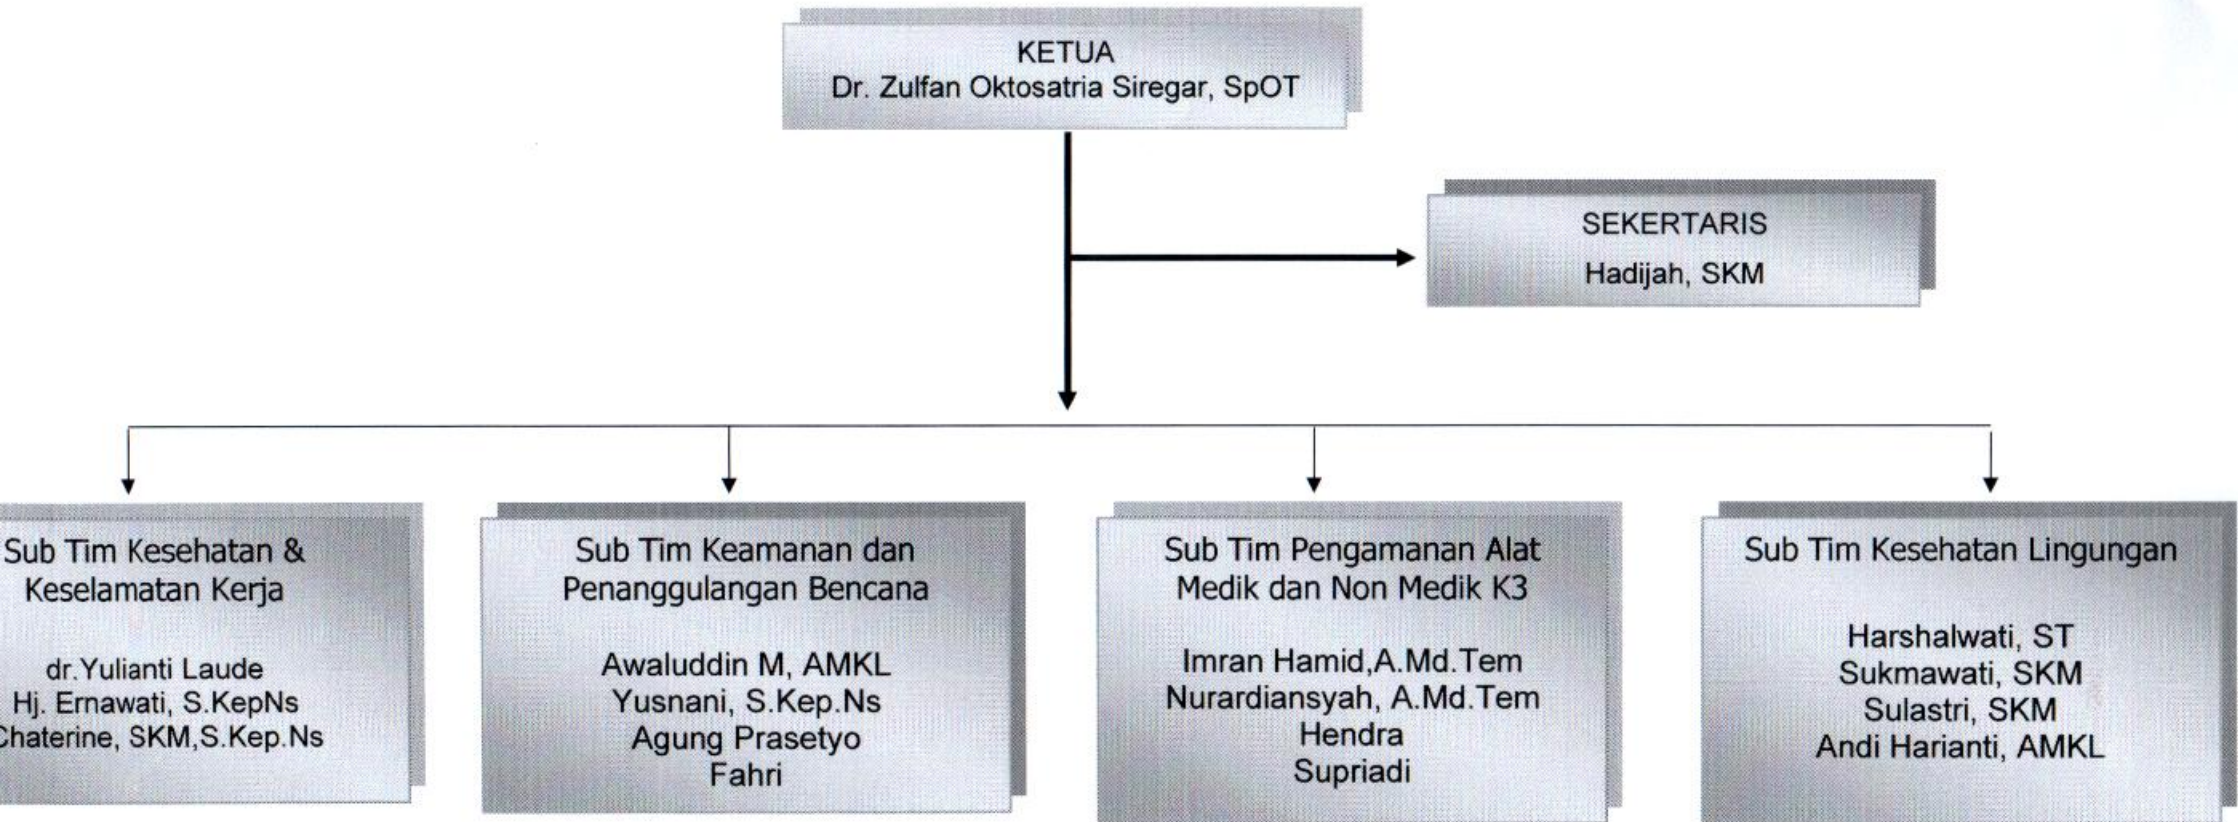 KETUA
Dr. Zulfan Oktosatria Siregar, SpOT
SEKERTARIS
Hadijah, SKM
Sub Tim Kesehatan &
Keselamatan Kerja
dr.Yulianti Laude
Hj. Ernawati, S.KepNs
Chaterine, SKM,S.Kep.Ns
Sub Tim Keamanan dan
Penanggulangan Bencana
Awaluddin M, AMKL
Yusnani, S.Kep.Ns
Agung Prasetyo
Fahri
Sub Tim Pengamanan Alat
Medik dan Non Medik K3
Imran Hamid,A.Md.Tem
Nurardiansyah, A.Md.Tem
Hendra
Supriadi
Sub Tim Kesehatan Lingungan
Harshalwati, ST
Sukmawati, SKM
Sulastri, SKM
Andi Harianti, AMKL